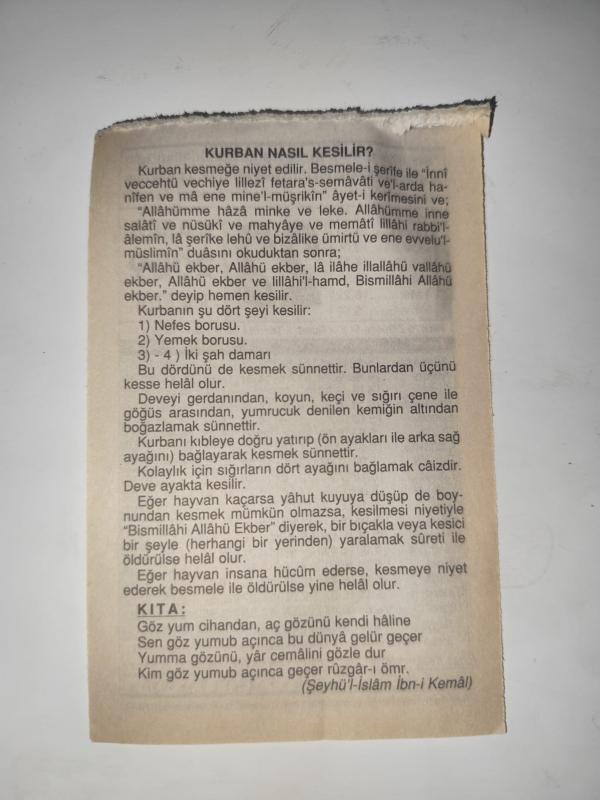 KURBAN NASIL KESİLİR?
Kurban kesmeğe niyet edilir. Besmele-i şerîfe ile “İnnî
veccehtü vechiye lillezî fetara's-semâvâti ve'l-arda ha-
nîfen ve mâ ene mine'l-müşrikîn” âyet-i kerîmesini ve;
“Allâhümme hâzâ minke ve leke. Allâhümme inne
salâtî ve nüsükî ve mahyâye ve memâtî lillâhi rabbi'l-
âlemîn, lâ şerîke lehû ve bizâlike ümirtü ve ene evvelu'l-
müslimîn” duâsını okuduktan sonra;
“Allâhü ekber, Allâhü ekber, lâ ilâhe illallâhü vallâhü
ekber, Allâhü ekber ve lillâhi'l-hamd, Bismillâhi Allâhü
ekber.” deyip hemen kesilir.
Kurbanın şu dört şeyi kesilir:
1) Nefes borusu.
2) Yemek borusu.
3) - 4 ) İki şah damarı
Bu dördünü de kesmek sünnettir. Bunlardan üçünü
kesse helâl olur.
Deveyi gerdanından, koyun, keçi ve sığırı çene ile
göğüs arasından, yumrucuk denilen kemiğin altından
boğazlamak sünnettir.
Kurbanı kıbleye doğru yatırıp (ön ayakları ile arka sağ
ayağını) bağlayarak kesmek sünnettir.
Kolaylık için sığırların dört ayağını bağlamak câizdir.
Deve ayakta kesilir.
Eğer hayvan kaçarsa yâhut kuyuya düşüp de boy-
nundan kesmek mümkün olmazsa, kesilmesi niyetiyle
“Bismillâhi Allâhü Ekber” diyerek, bir bıçakla veya kesici
bir şeyle (herhangi bir yerinden) yaralamak sûreti ile
öldürülse helâl olur.
Eğer hayvan insana hücûm ederse, kesmeye niyet
ederek besmele ile öldürülse yine helâl olur.
KITA:
Göz yum cihandan, aç gözünü kendi hâline
Sen göz yumub açınca bu dünyâ gelür geçer
Yumma gözünü, yâr cemâlini gözle dur
Kim göz yumub açınca geçer rüzgâr-ı ömr.
(Şeyhü'l-İslâm İbn-i Kemâl)